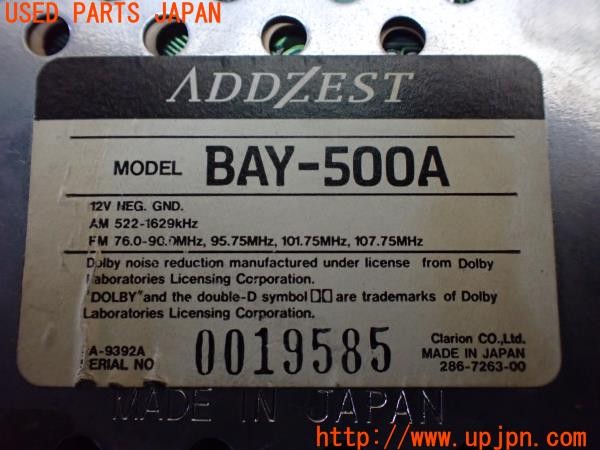 USED PARTS JAPAN
ADDZEST
MODEL BAY-500A
12V NEG. GND.
AM 522-1629kHz
FM 76.0-90.0MHz, 95.75MHz, 101.75MHz, 107.75MHz
Dolby noise reduction manufactured under license from Dolby
Laboratories Licensing Corporation.
"DOLBY" and the double-D symbol are trademarks of Dolby
Laboratories Licensing Corporation.
A-9392A
SERIAL NO 0019585
Clarion CO.,Ltd.
MADE IN JAPAN
286-7263-00
MADE IN JAPAN
http://www.upjpn.com/